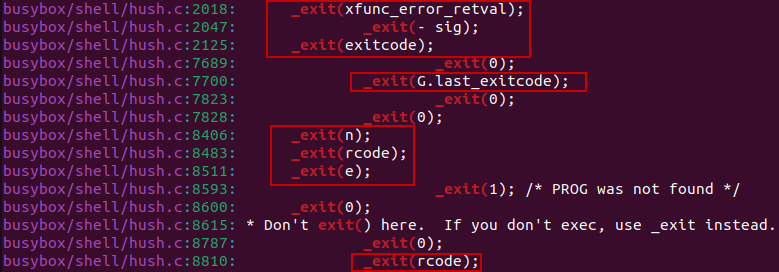 busybox/shell/hush.c:2018: _exit(xfunc_error_retval);
busybox/shell/hush.c:2047: _exit(- sig);
busybox/shell/hush.c:2125: _exit(exitcode);
busybox/shell/hush.c:7689: _exit(0);
busybox/shell/hush.c:7700: _exit(G.last_exitcode);
busybox/shell/hush.c:7823: _exit(0);
busybox/shell/hush.c:7828: _exit(0);
busybox/shell/hush.c:8406: _exit(n);
busybox/shell/hush.c:8483: _exit(rcode);
busybox/shell/hush.c:8511: _exit(e);
busybox/shell/hush.c:8593: _exit(1); /* PROG was not found */
busybox/shell/hush.c:8600: _exit(0);
busybox/shell/hush.c:8615: * Don't exit() here.  If you don't exec, use _exit instead.
busybox/shell/hush.c:8787: _exit(0);
busybox/shell/hush.c:8810: _exit(rcode);